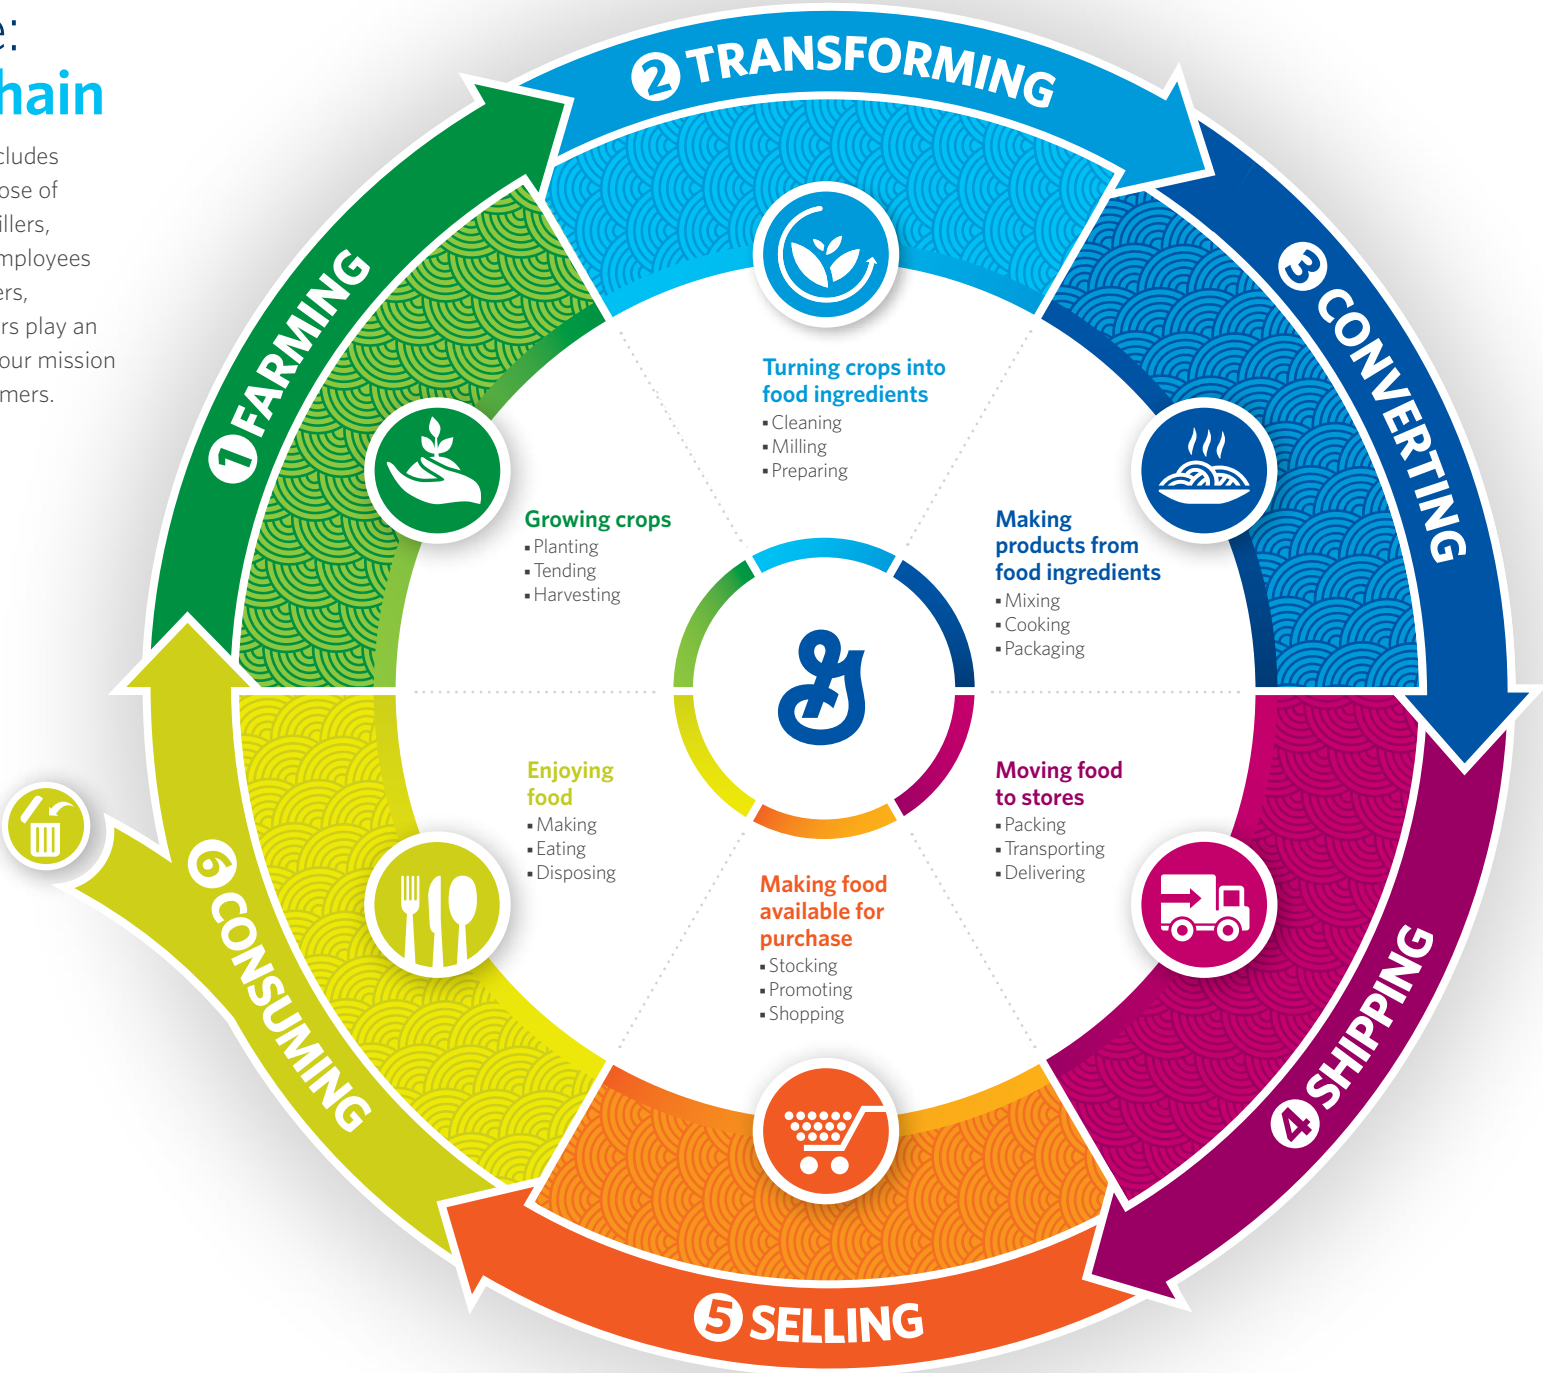 e:
hain
cludes
ose of
illers,
mployees
ers,
rs play an
our mission
mers.
1 FARMING
Growing crops
▪ Planting
▪ Tending
▪ Harvesting
2 TRANSFORMING
Turning crops into
food ingredients
▪ Cleaning
▪ Milling
▪ Preparing
3 CONVERTING
Making
products from
food ingredients
▪ Mixing
▪ Cooking
▪ Packaging
4 SHIPPING
Moving food
to stores
▪ Packing
▪ Transporting
▪ Delivering
5 SELLING
Making food
available for
purchase
▪ Stocking
▪ Promoting
▪ Shopping
6 CONSUMING
Enjoying
food
▪ Making
▪ Eating
▪ Disposing
G